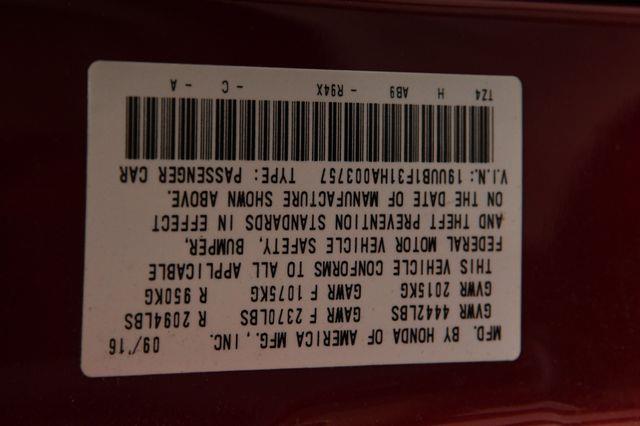 MFD. BY HONDA OF AMERICA MFG., INC. 09/'16
GVWR 4442LBS GAWR F 2370LBS R 2094LBS
GVWR 2015KG GAWR F 1075KG R 950KG
THIS VEHICLE CONFORMS TO ALL APPLICABLE
FEDERAL MOTOR VEHICLE SAFETY, BUMPER,
AND THEFT PREVENTION STANDARDS IN EFFECT
ON THE DATE OF MANUFACTURE SHOWN ABOVE.
V.I.N.: 19UUB1F31HA003757 TYPE: PASSENGER CAR
TZ4 H AB9 - R94X - C - A